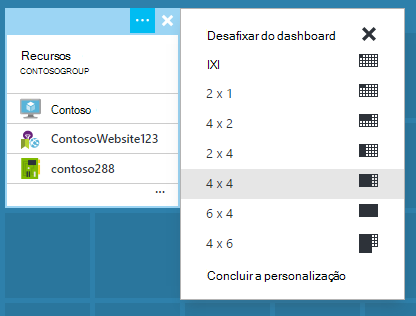 Recursos
CONTOSOGROUP
Contoso
ContosoWebsite123
contoso288
...
Desafixar do dashboard
IXI
2 x 1
4 x 2
2 x 4
4 x 4
6 x 4
4 x 6
Concluir a personalização